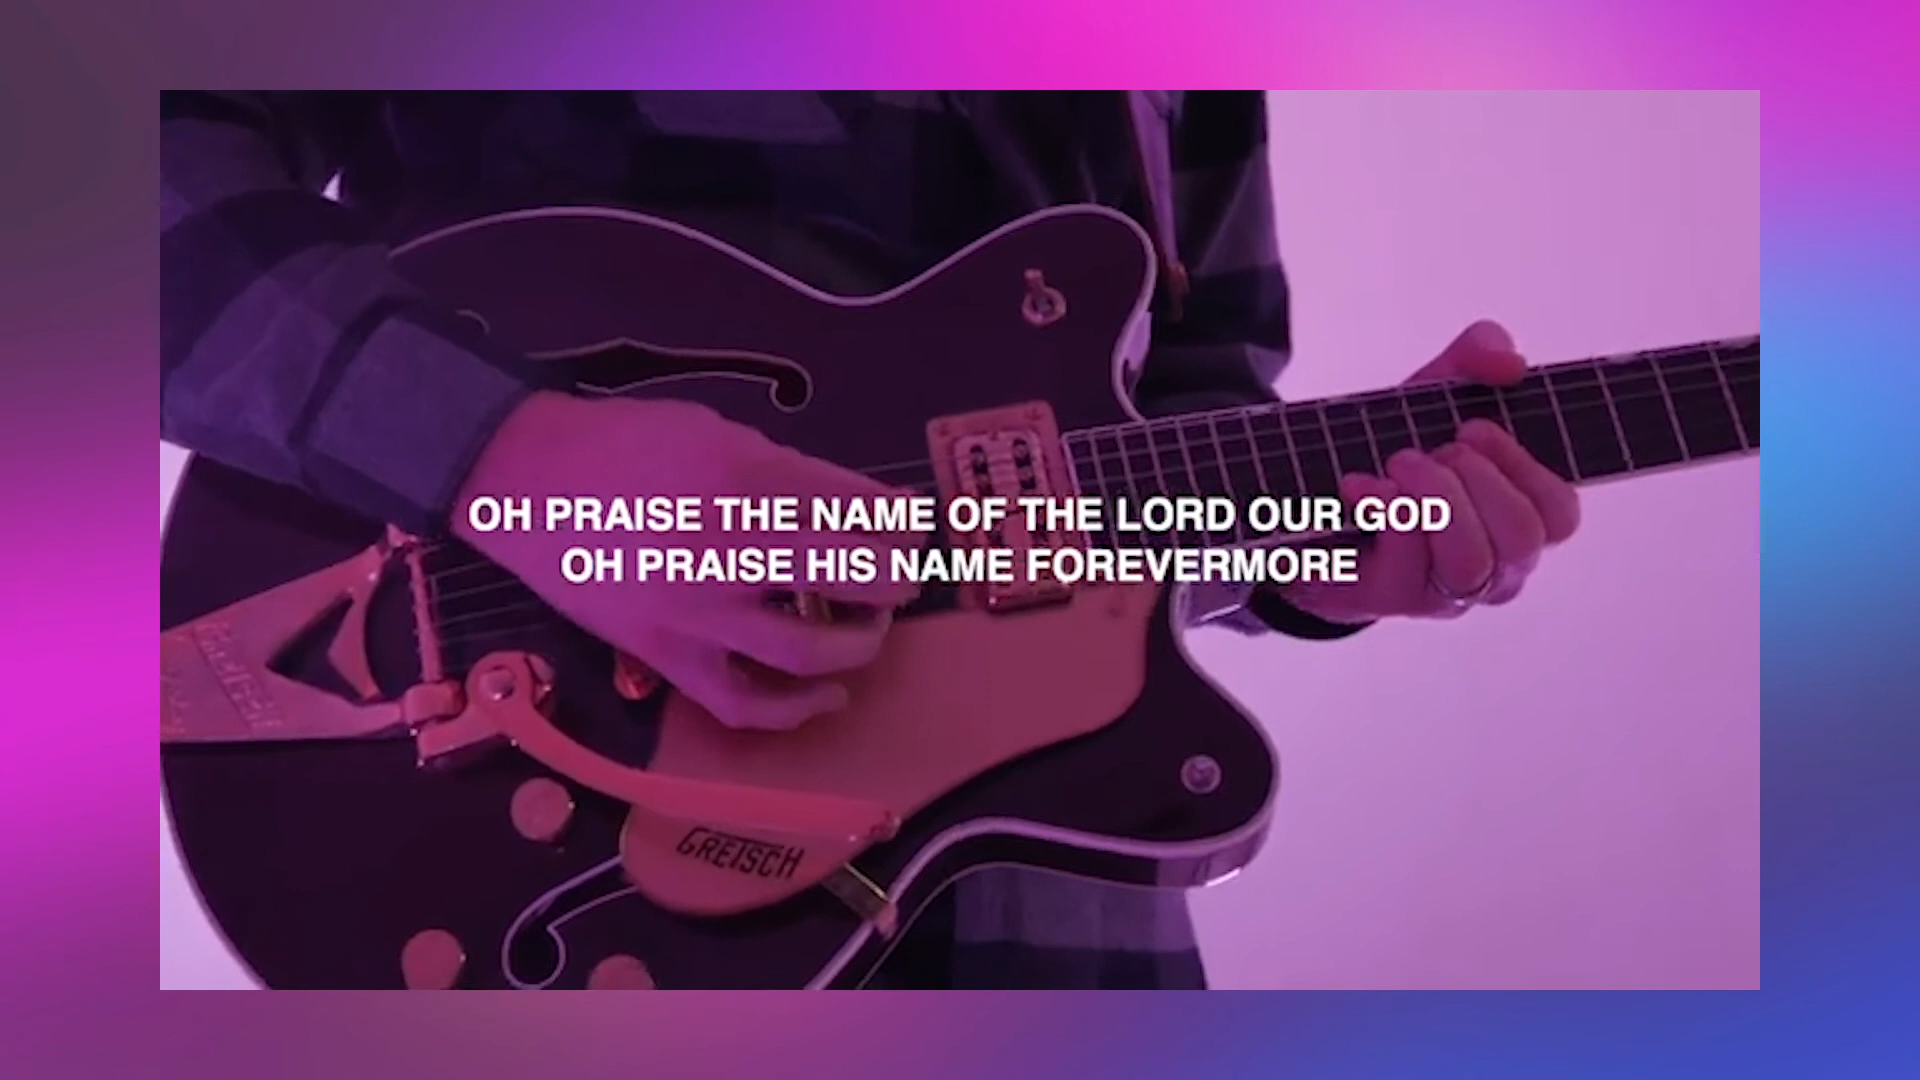 OH PRAISE THE NAME OF THE LORD OUR GOD
OH PRAISE HIS NAME FOREVERMORE
GRETSCH